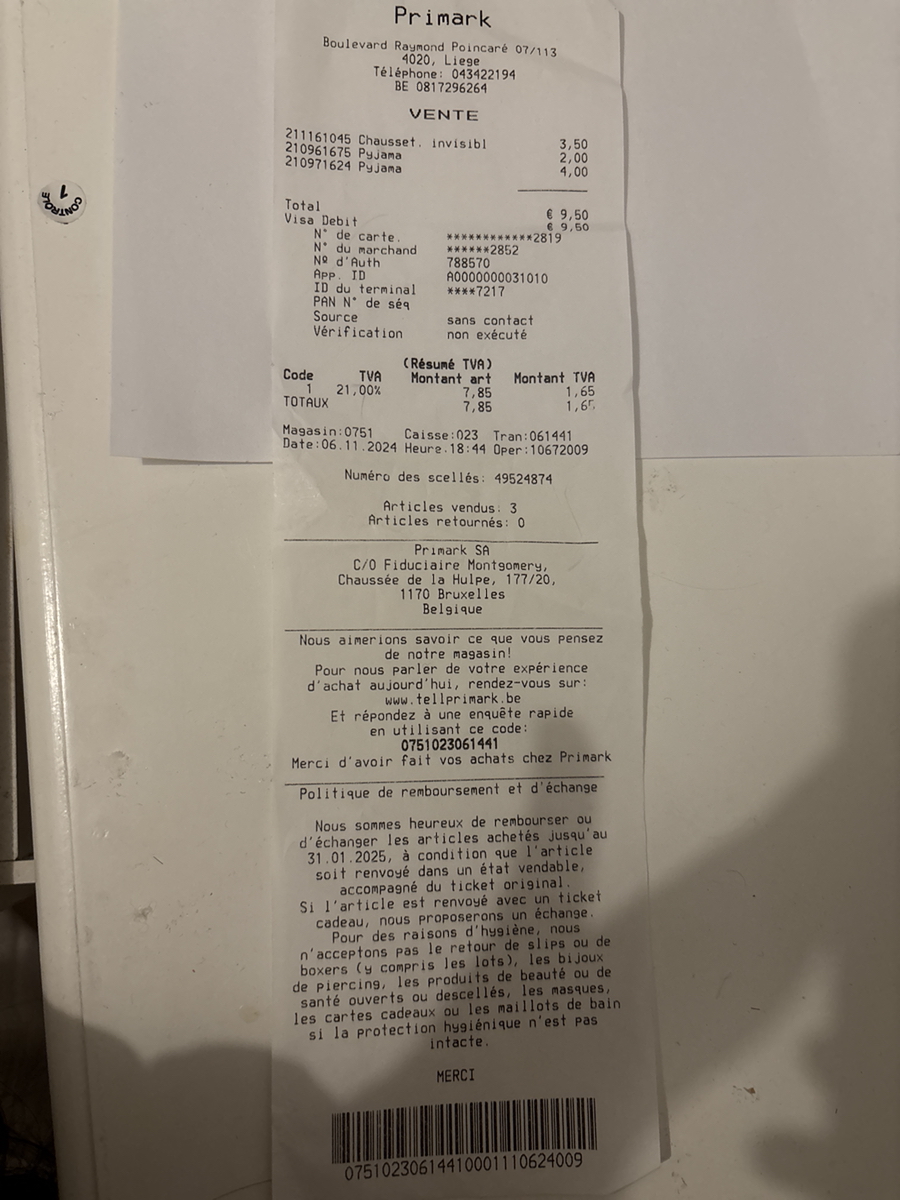 Primark
Boulevard Raymond Poincaré 07/113
4020, Liege
Téléphone: 043422194
BE 0817296264
VENTE
211161045 Chausset. invisibl 3,50
210961675 Pyjama 2,00
210971624 Pyjama 4,00
Total € 9,50
Visa Debit € 9,50
N° de carte. ************2819
N° du marchand ******2852
Nº d'Auth 788570
App. ID A0000000031010
ID du terminal ****7217
PAN N° de séq
Source sans contact
Vérification non exécuté
(Résumé TVA)
Code TVA Montant art Montant TVA
1 21,00% 7,85 1,65
TOTAUX 7,85 1,65
Magasin:0751 Caisse:023 Tran:061441
Date:06.11.2024 Heure.18:44 Oper:10672009
Numéro des scellés: 49524874
Articles vendus: 3
Articles retournés: 0
Primark SA
C/O Fiduciaire Montgomery,
Chaussée de la Hulpe, 177/20,
1170 Bruxelles
Belgique
Nous aimerions savoir ce que vous pensez
de notre magasin!
Pour nous parler de votre expérience
d'achat aujourd'hui, rendez-vous sur:
www.tellprimark.be
Et répondez à une enquête rapide
en utilisant ce code:
0751023061441
Merci d'avoir fait vos achats chez Primark
Politique de remboursement et d'échange
Nous sommes heureux de rembourser ou
d'échanger les articles achetés jusqu'au
31.01.2025, à condition que l'article
soit renvoyé dans un état vendable,
accompagné du ticket original.
Si l'article est renvoyé avec un ticket
cadeau, nous proposerons un échange.
Pour des raisons d'hygiène, nous
n'acceptons pas le retour de slips ou de
boxers (y compris les lots), les bijoux
de piercing, les produits de beauté ou de
santé ouverts ou descellés, les masques,
les cartes cadeaux ou les maillots de bain
si la protection hygiénique n'est pas
intacte.
MERCI
07510230614410001110624009
CONTROLE
1